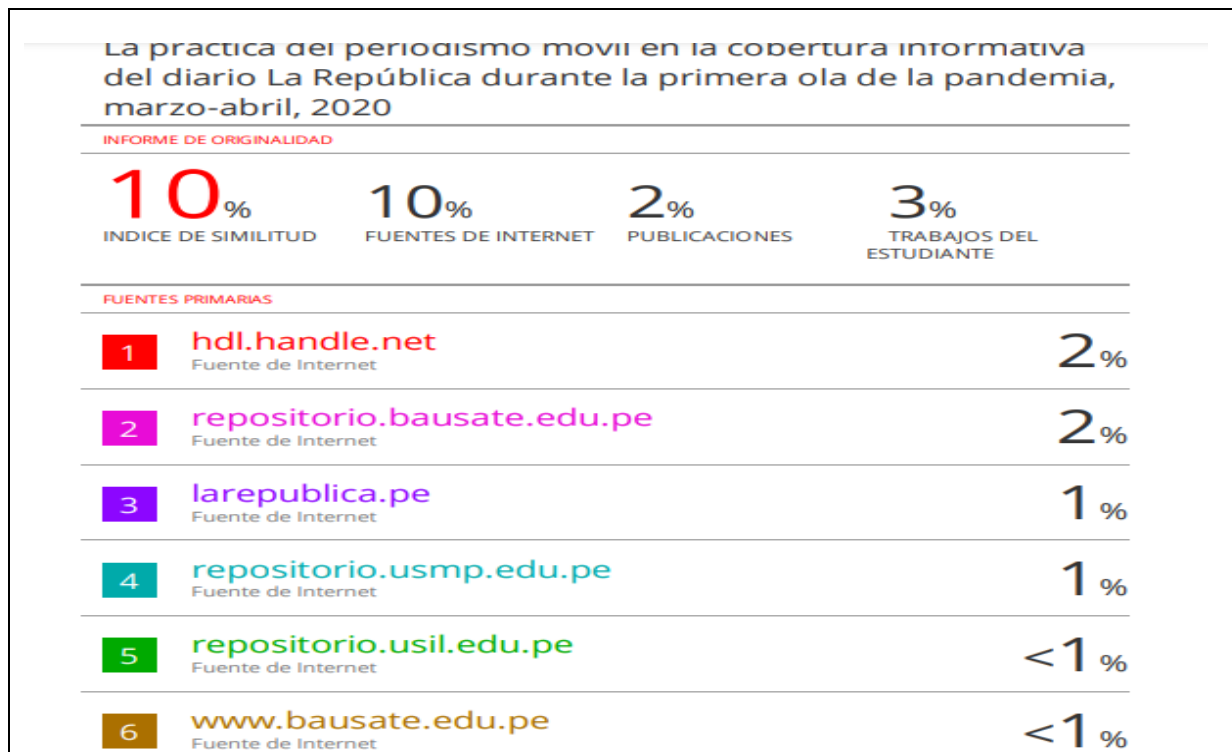 La práctica del periodismo móvil en la cobertura informativa
del diario La República durante la primera ola de la pandemia,
marzo-abril, 2020
INFORME DE ORIGINALIDAD
10% 10% 2% 3%
INDICE DE SIMILITUD FUENTES DE INTERNET PUBLICACIONES TRABAJOS DEL
ESTUDIANTE
FUENTES PRIMARIAS
1 hdl.handle.net 2%
Fuente de Internet
2 repositorio.bausate.edu.pe 2%
Fuente de Internet
3 larepublica.pe 1%
Fuente de Internet
4 repositorio.usmp.edu.pe 1%
Fuente de Internet
5 repositorio.usil.edu.pe <1%
Fuente de Internet
6 www.bausate.edu.pe <1%
Fuente de Internet